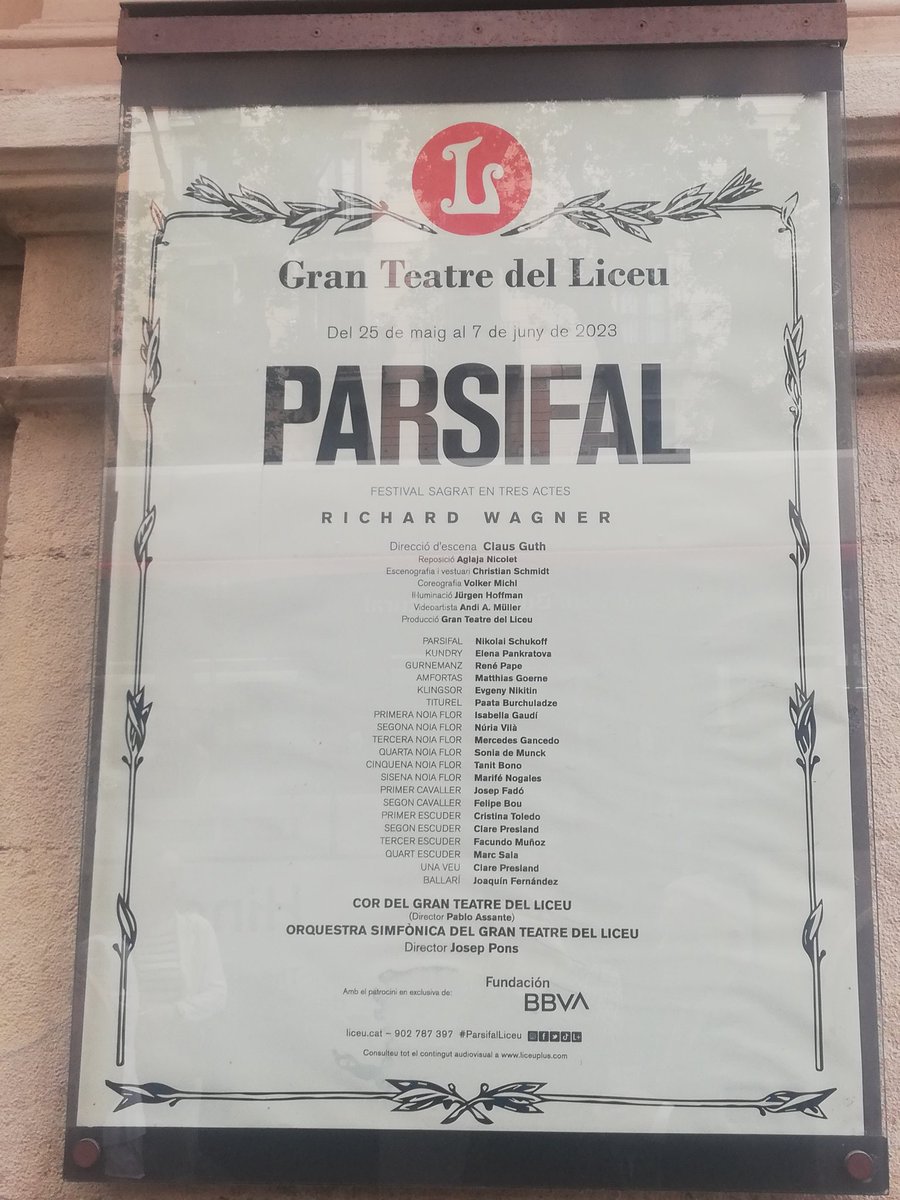 L
Gran Teatre del Liceu
Del 25 de maig al 7 de juny de 2023
PARSIFAL
FESTIVAL SAGRAT EN TRES ACTES
RICHARD WAGNER
Direcció d'escena Claus Guth
Reposició Aglaja Nicolet
Escenografia i vestuari Christian Schmidt
Coreografia Volker Michl
Il·luminació Jürgen Hoffman
Videoartista Andi A. Müller
Producció Gran Teatre del Liceu
PARSIFAL Nikolai Schukoff
KUNDRY Elena Pankratova
GURNEMANZ René Pape
AMFORTAS Matthias Goerne
KLINGSOR Evgeny Nikitin
TITUREL Paata Burchuladze
PRIMERA NOIA FLOR Isabella Gaudí
SEGONA NOIA FLOR Núria Vilà
TERCERA NOIA FLOR Mercedes Gancedo
QUARTA NOIA FLOR Sonia de Munck
CINQUENA NOIA FLOR Tanit Bono
SISENA NOIA FLOR Marifé Nogales
PRIMER CAVALLER Josep Fadó
SEGON CAVALLER Felipe Bou
PRIMER ESCUDER Cristina Toledo
SEGON ESCUDER Clare Presland
TERCER ESCUDER Facundo Muñoz
QUART ESCUDER Marc Sala
UNA VEU Clare Presland
BALLARÍ Joaquín Fernández
COR DEL GRAN TEATRE DEL LICEU
(Director Pablo Assante)
ORQUESTRA SIMFÒNICA DEL GRAN TEATRE DEL LICEU
Director Josep Pons
Amb el patrocini en exclusiva de: Fundación
BBVA
liceu.cat – 902 787 397 #ParsifalLiceu
Consulteu tot el contingut audiovisual a www.liceuplus.com